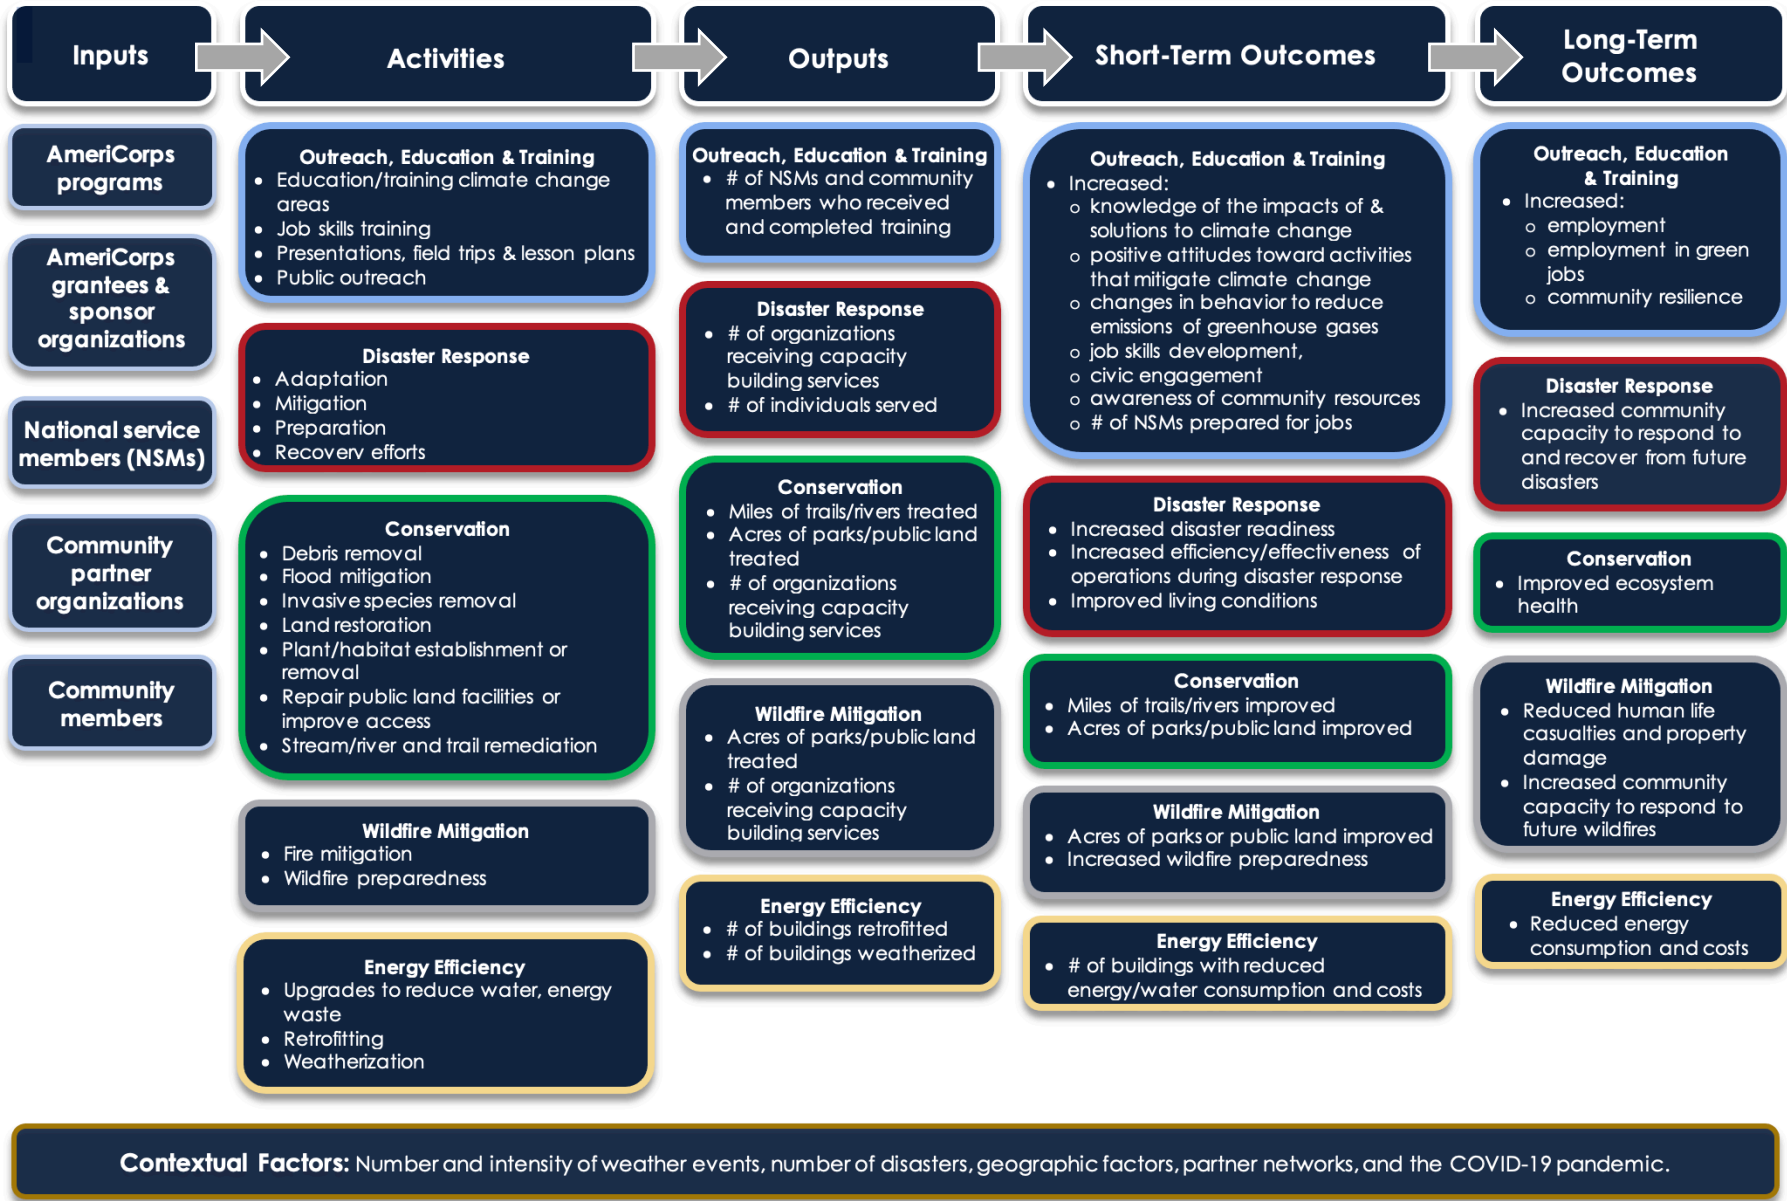 Inputs
Activities
Outputs
Short-Term Outcomes
Long-Term
Outcomes
AmeriCorps
programs
AmeriCorps
grantees &
sponsor
organizations
National service
members (NSMs)
Community
partner
organizations
Community
members
Outreach, Education & Training
• Education/training climate change
areas
• Job skills training
• Presentations, field trips & lesson plans
• Public outreach
Disaster Response
• Adaptation
• Mitigation
• Preparation
• Recovery efforts
Conservation
• Debris removal
• Flood mitigation
• Invasive species removal
• Land restoration
• Plant/habitat establishment or
removal
• Repair public land facilities or
improve access
• Stream/river and trail remediation
Wildfire Mitigation
• Fire mitigation
• Wildfire preparedness
Energy Efficiency
• Upgrades to reduce water, energy
waste
• Retrofitting
• Weatherization
Outreach, Education & Training
• # of NSMs and community
members who received
and completed training
Disaster Response
• # of organizations
receiving capacity
building services
• # of individuals served
Conservation
• Miles of trails/rivers treated
• Acres of parks/public land
treated
• # of organizations
receiving capacity
building services
Wildfire Mitigation
• Acres of parks/public land
treated
• # of organizations
receiving capacity
building services
Energy Efficiency
• # of buildings retrofitted
• # of buildings weatherized
Outreach, Education & Training
• Increased:
o knowledge of the impacts of &
solutions to climate change
o positive attitudes toward activities
that mitigate climate change
o changes in behavior to reduce
emissions of greenhouse gases
o job skills development,
o civic engagement
o awareness of community resources
o # of NSMs prepared for jobs
Disaster Response
• Increased disaster readiness
• Increased efficiency/effectiveness of
operations during disaster response
• Improved living conditions
Conservation
• Miles of trails/rivers improved
• Acres of parks/public land improved
Wildfire Mitigation
• Acres of parks or public land improved
• Increased wildfire preparedness
Energy Efficiency
• # of buildings with reduced
energy/water consumption and costs
Outreach, Education
& Training
• Increased:
o employment
o employment in green
jobs
o community resilience
Disaster Response
• Increased community
capacity to respond to
and recover from future
disasters
Conservation
• Improved ecosystem
health
Wildfire Mitigation
• Reduced human life
casualties and property
damage
• Increased community
capacity to respond to
future wildfires
Energy Efficiency
• Reduced energy
consumption and costs
Contextual Factors: Number and intensity of weather events, number of disasters, geographic factors, partner networks, and the COVID-19 pandemic.